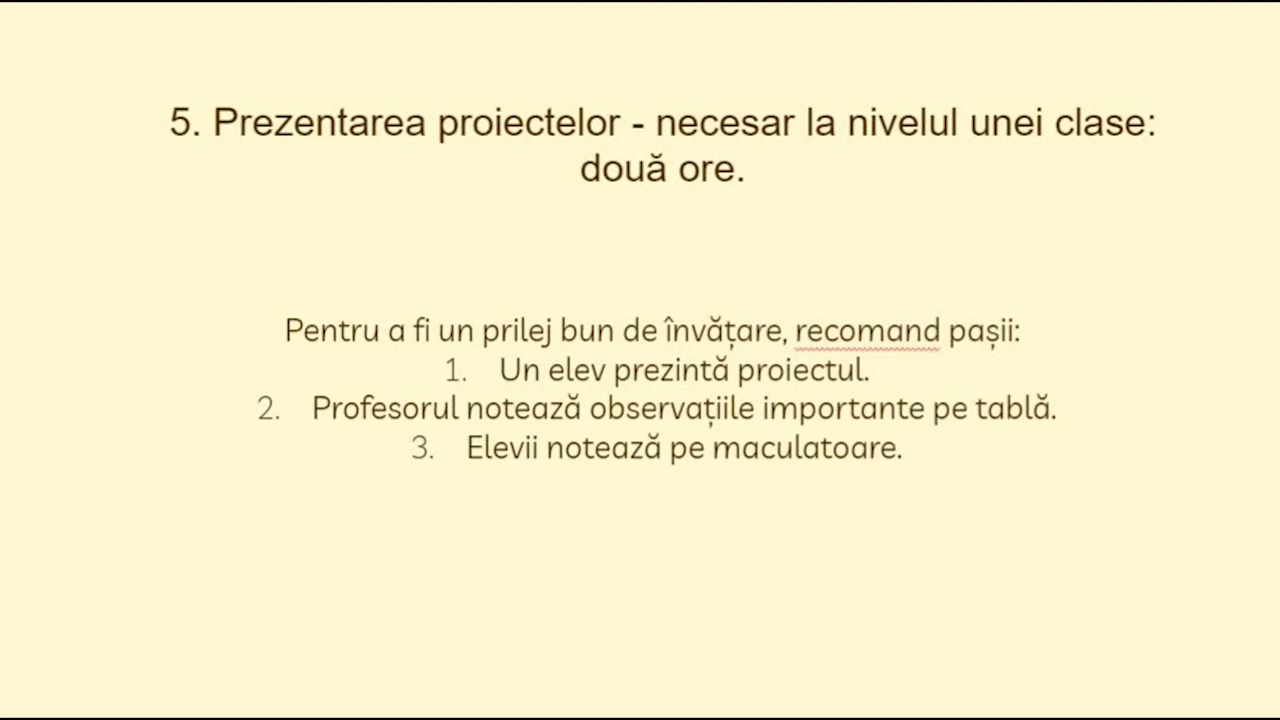 5. Prezentarea proiectelor - necesar la nivelul unei clase:
două ore.
Pentru a fi un prilej bun de învățare, recomand pașii:
1. Un elev prezintă proiectul.
2. Profesorul notează observațiile importante pe tablă.
3. Elevii notează pe maculatoare.